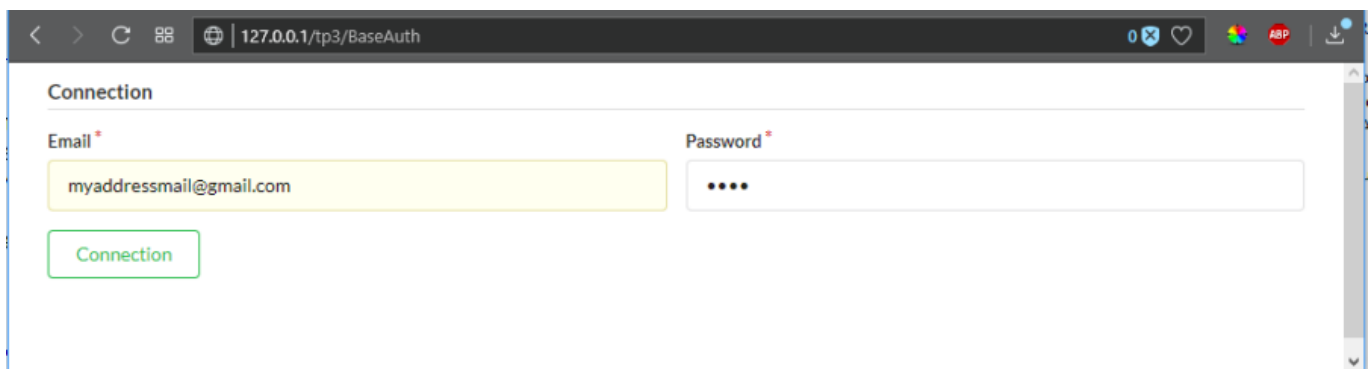 127.0.0.1/tp3/BaseAuth 0 ABP
Connection
Email * Password *
myaddressmail@gmail.com ••••
Connection